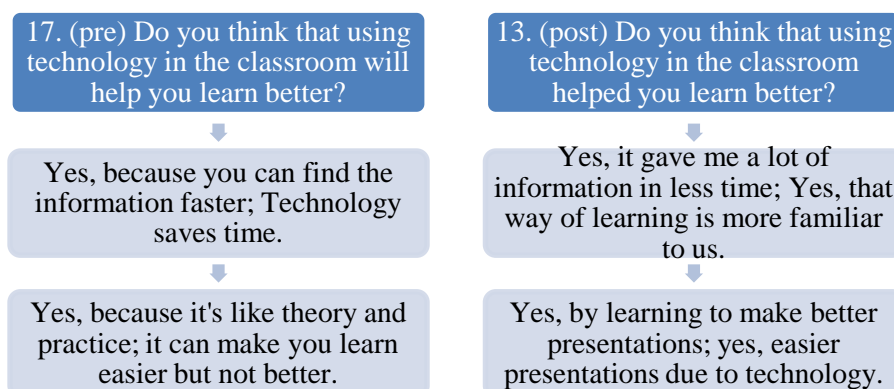 17. (pre) Do you think that using
technology in the classroom will
help you learn better?
Yes, because you can find the
information faster; Technology
saves time.
Yes, because it's like theory and
practice; it can make you learn
easier but not better.
13. (post) Do you think that using
technology in the classroom
helped you learn better?
Yes, it gave me a lot of
information in less time; Yes, that
way of learning is more familiar
to us.
Yes, by learning to make better
presentations; yes, easier
presentations due to technology.